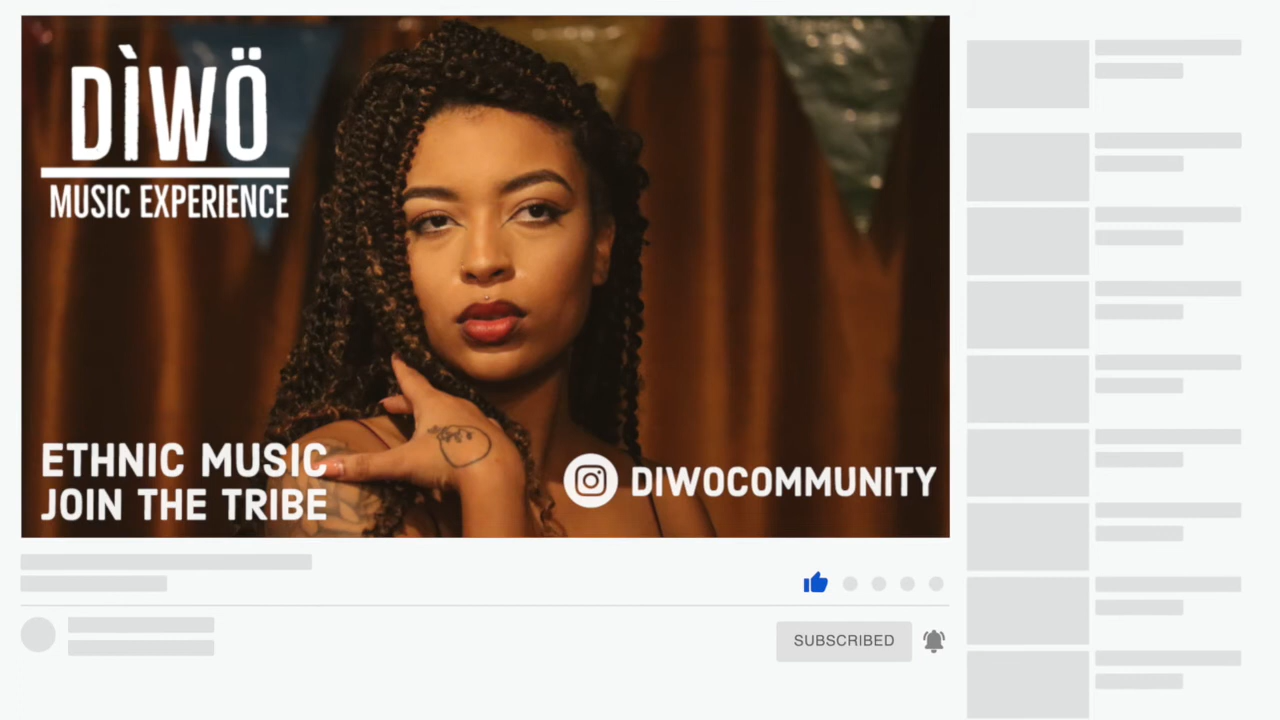 DÌWÖ
MUSIC EXPERIENCE
ETHNIC MUSIC
JOIN THE TRIBE
DIWOCOMMUNITY
SUBSCRIBED